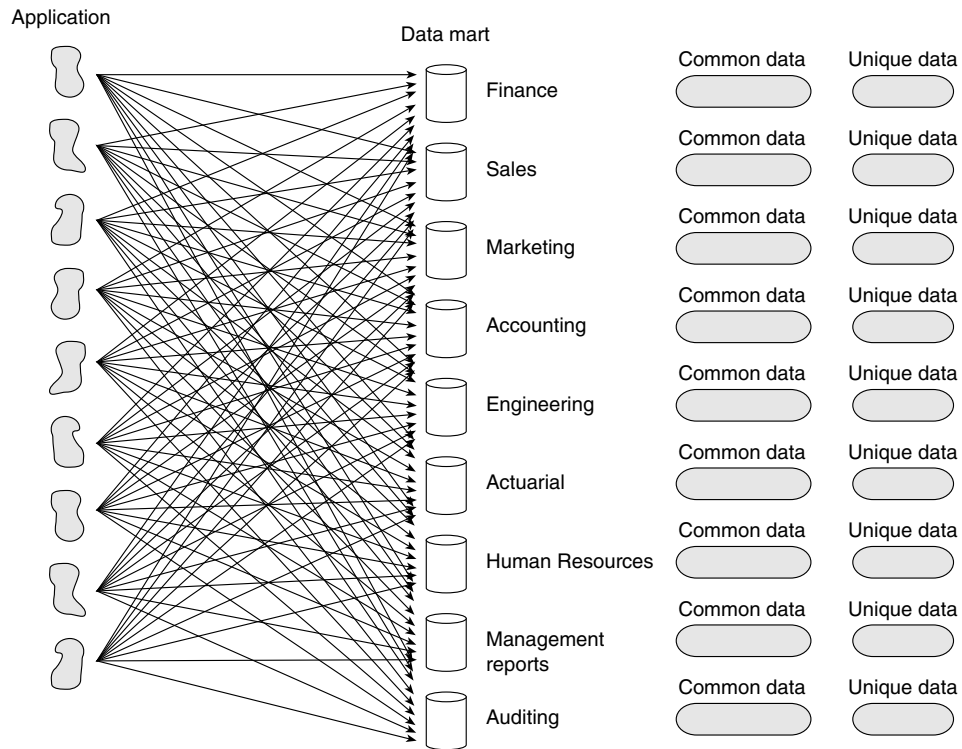 Application
Data mart
Common data Unique data
Finance
Common data Unique data
Sales
Common data Unique data
Marketing
Common data Unique data
Accounting
Common data Unique data
Engineering
Common data Unique data
Actuarial
Common data Unique data
Human Resources
Common data Unique data
Management
reports
Common data Unique data
Auditing